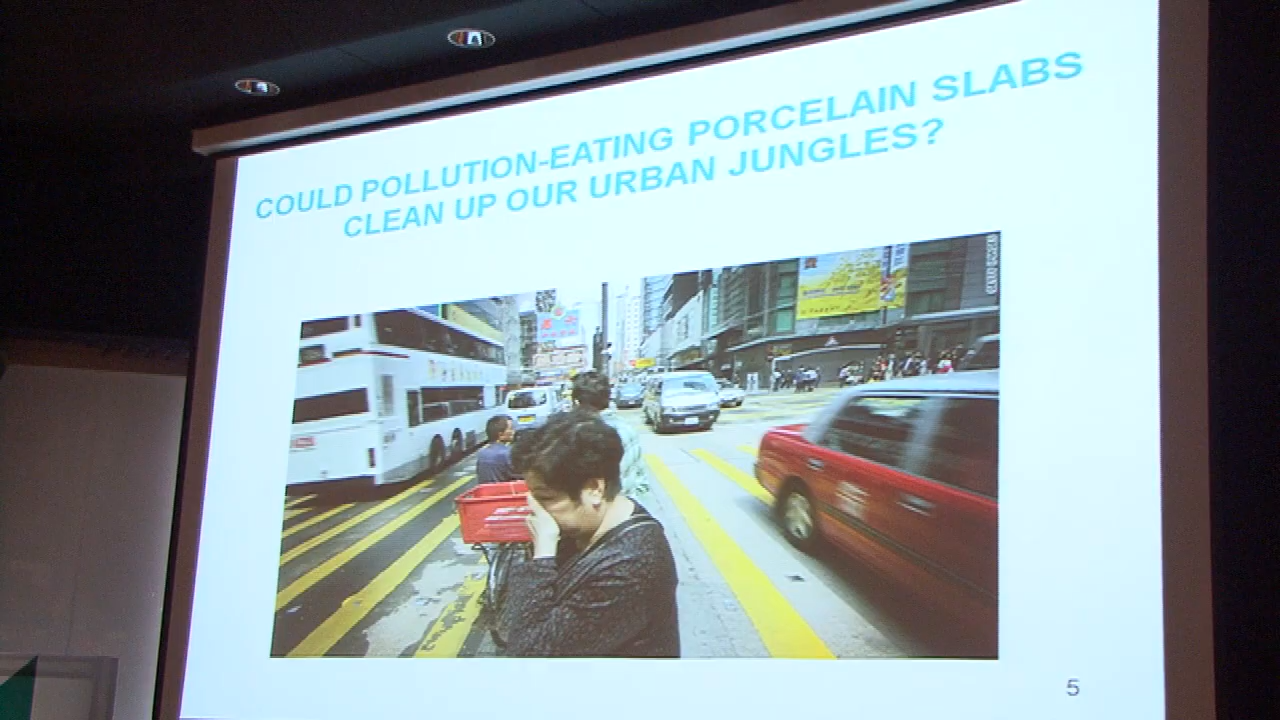 COULD POLLUTION-EATING PORCELAIN SLABS
CLEAN UP OUR URBAN JUNGLES?
5